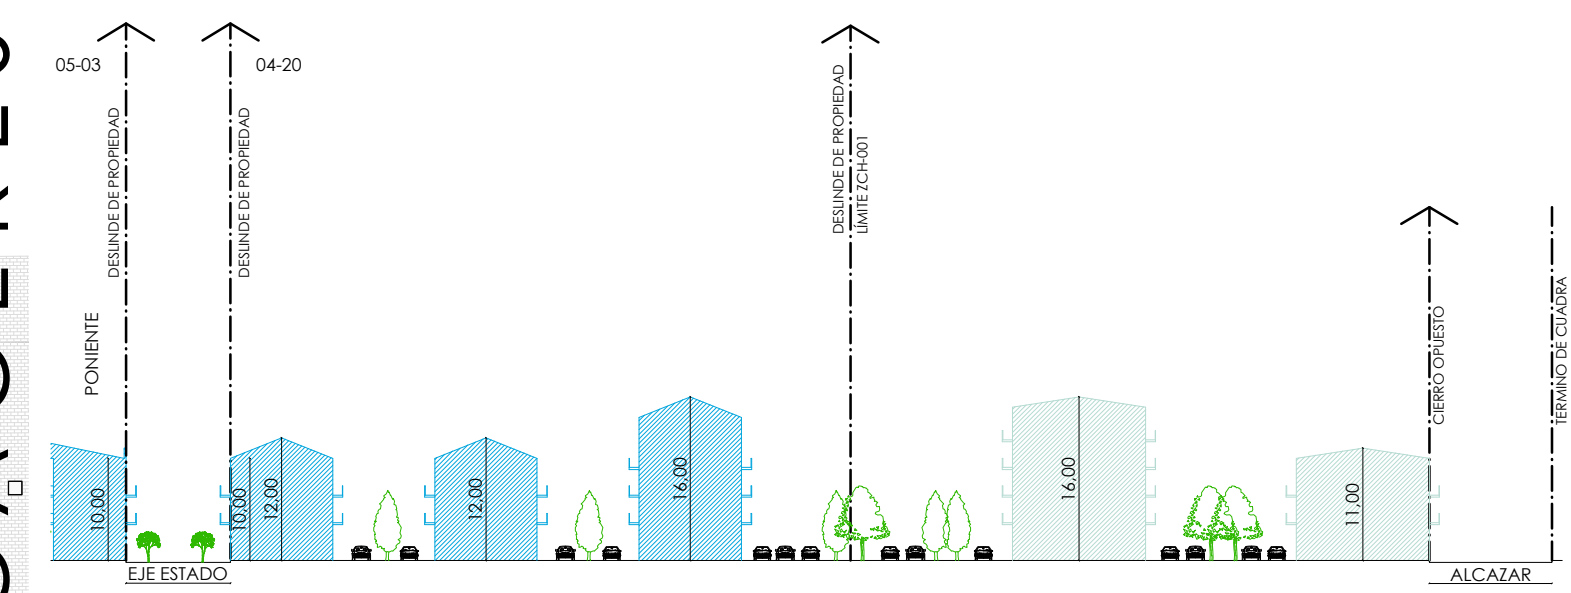 05-03
04-20
DESLINDE DE PROPIEDAD
DESLINDE DE PROPIEDAD
DESLINDE DE PROPIEDAD
LÍMITE ZCH-001
PONIENTE
CIERRO OPUESTO
TERMINO DE CUADRA
10,00
10,00
12,00
12,00
16,00
16,00
11,00
EJE ESTADO
ALCAZAR